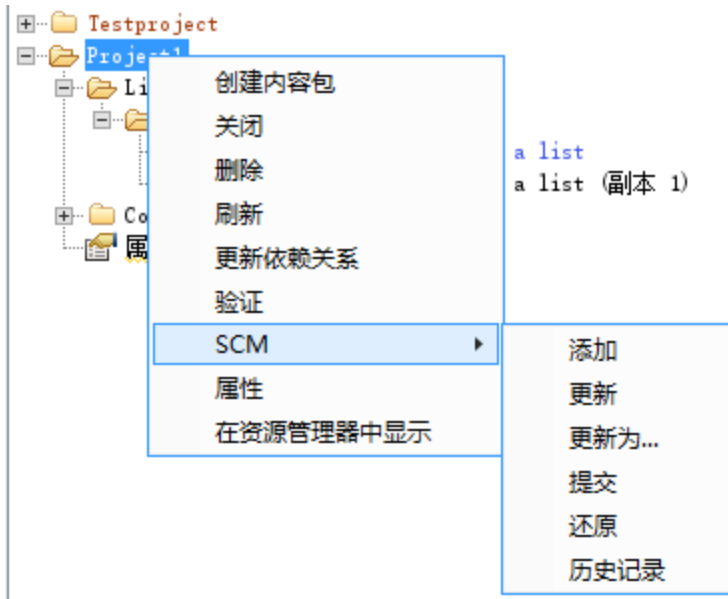 Testproject
Project1
创建内容包
关闭
删除
a list
a list (副本 1)
刷新
更新依赖关系
验证
SCM
属性
在资源管理器中显示
添加
更新
更新为...
提交
还原
历史记录